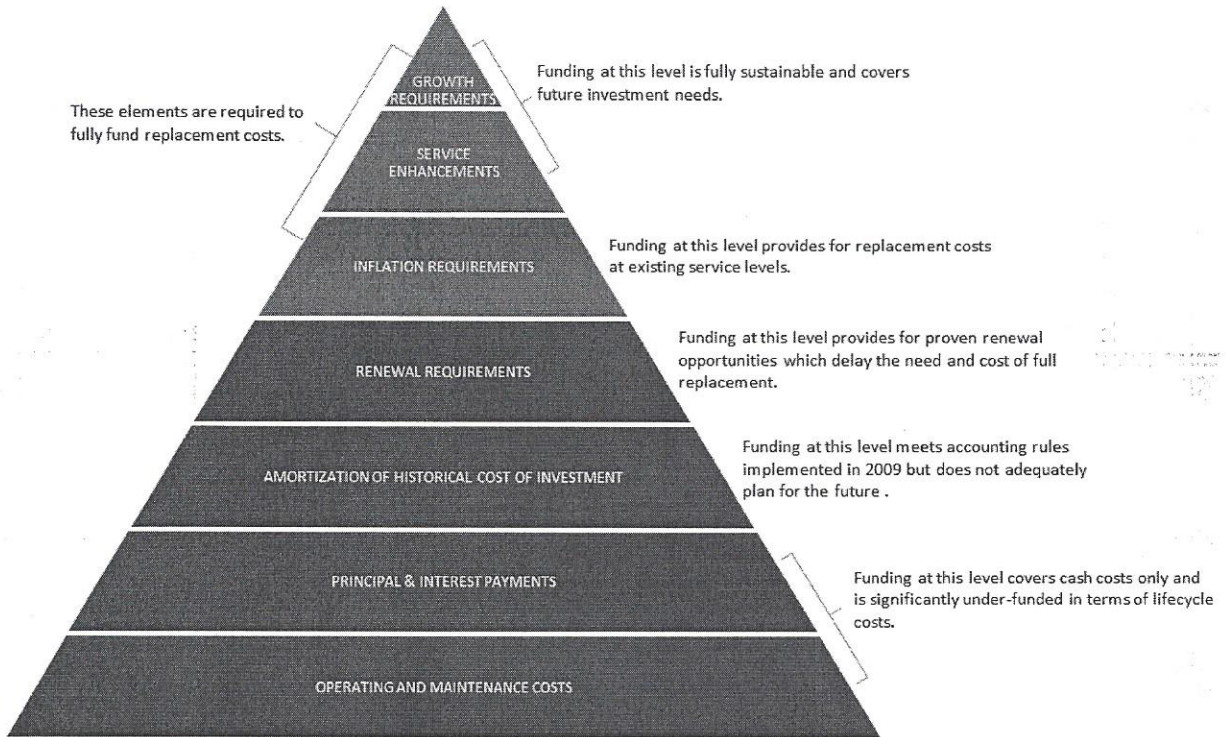 GROWTH
REQUIREMENTS
Funding at this level is fully sustainable and covers
future investment needs.
These elements are required to
fully fund replacement costs.
SERVICE
ENHANCEMENTS
INFLATION REQUIREMENTS
Funding at this level provides for replacement costs
at existing service levels.
RENEWAL REQUIREMENTS
Funding at this level provides for proven renewal
opportunities which delay the need and cost of full
replacement.
AMORTIZATION OF HISTORICAL COST OF INVESTMENT
Funding at this level meets accounting rules
implemented in 2009 but does not adequately
plan for the future .
PRINCIPAL & INTEREST PAYMENTS
Funding at this level covers cash costs only and
is significantly under-funded in terms of lifecycle
costs.
OPERATING AND MAINTENANCE COSTS